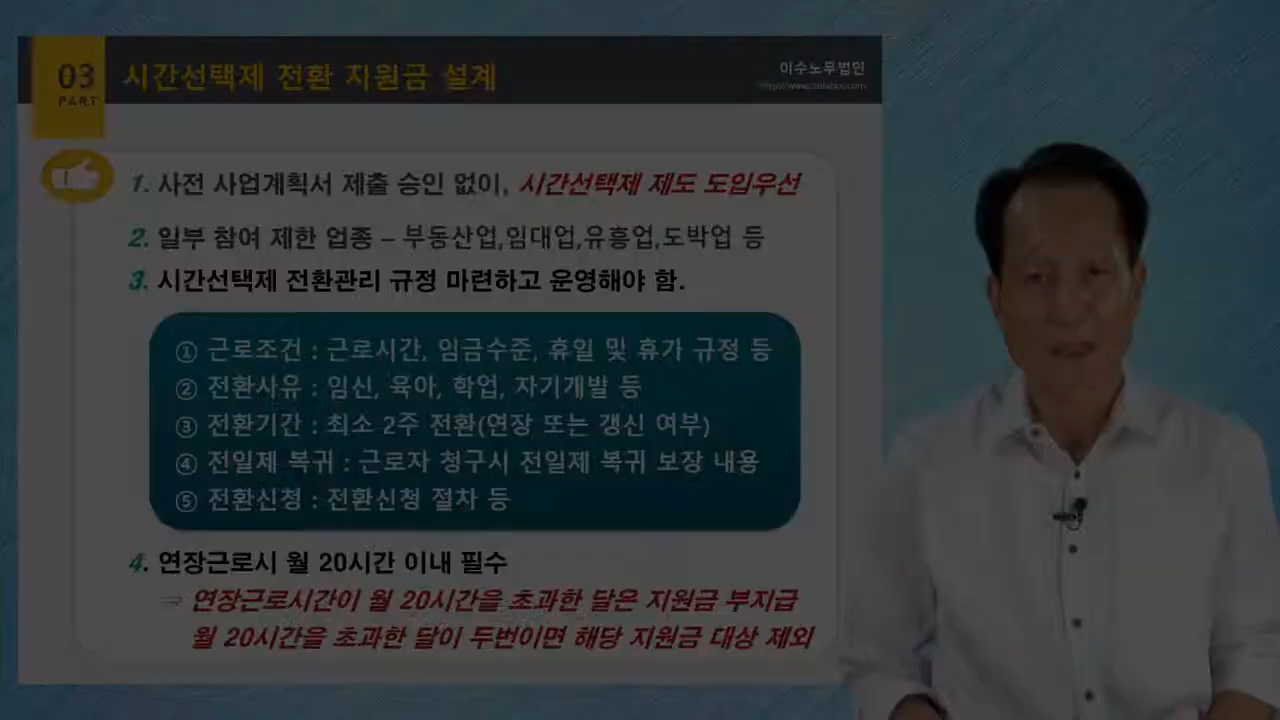 03
PART
시간선택제 전환 지원금 설계
이수노무법인
1. 사전 사업계획서 제출 승인 없이, 시간선택제 제도 도입우선
2. 일부 참여 제한 업종 – 부동산업,임대업,유흥업,도박업 등
3. 시간선택제 전환관리 규정 마련하고 운영해야 함.
① 근로조건 : 근로시간, 임금수준, 휴일 및 휴가 규정 등
② 전환사유 : 임신, 육아, 학업, 자기개발 등
③ 전환기간 : 최소 2주 전환(연장 또는 갱신 여부)
④ 전일제 복귀 : 근로자 청구시 전일제 복귀 보장 내용
⑤ 전환신청 : 전환신청 절차 등
4. 연장근로시 월 20시간 이내 필수
⇒ 연장근로시간이 월 20시간을 초과한 달은 지원금 부지급
월 20시간을 초과한 달이 두번이면 해당 지원금 대상 제외